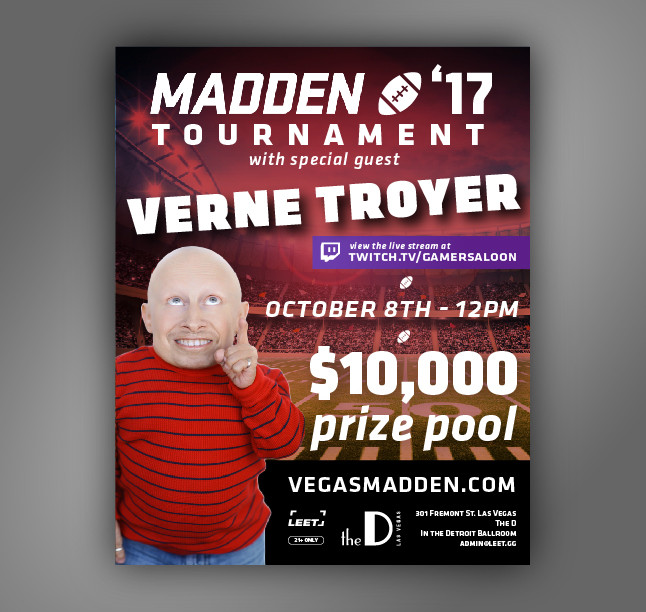 MADDEN '17
TOURNAMENT
with special guest
VERNE TROYER
view the live stream at
TWITCH.TV/GAMERSALOON
OCTOBER 8TH - 12PM
$10,000
prize pool
VEGASMADDEN.COM
LEET
21+ ONLY
the D
LAS VEGAS
301 FREMONT ST. LAS VEGAS
THE D
IN THE DETROIT BALLROOM
ADMIN@LEET.GG